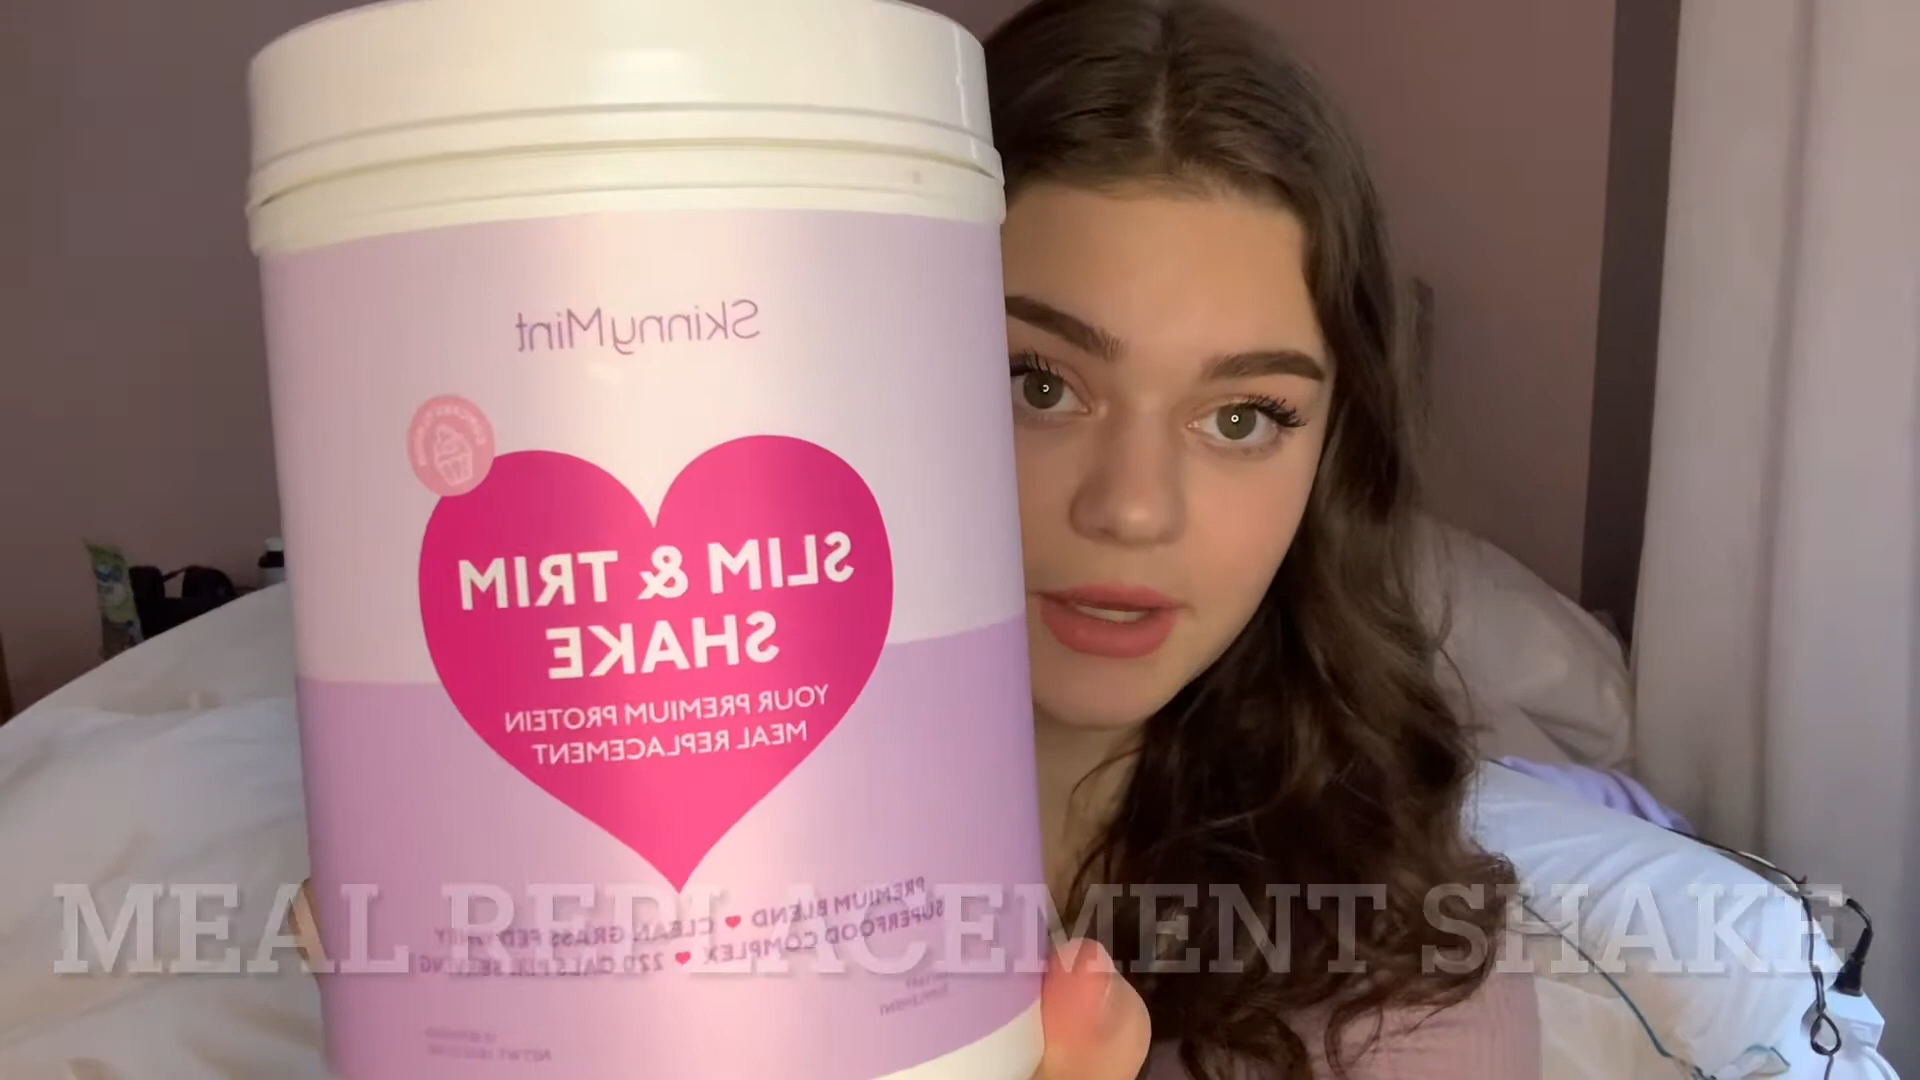 SkinnyMint
SLIM & TRIM
SHAKE
YOUR PREMIUM PROTEIN
MEAL REPLACEMENT
PREMIUM BLEND ♥ CLEAN GRASS FED WHEY
SUPERFOOD COMPLEX ♥ 220 CALS PER SERVING
SUPPLEMENT
MEAL REPLACEMENT SHAKE